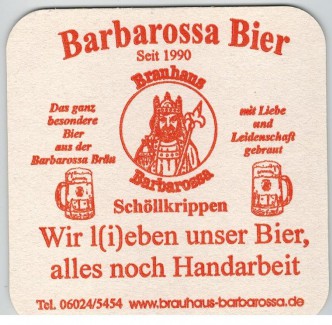 Barbarossa Bier
Seit 1990
Brauhaus
Barbarossa
Das ganz
besondere
Bier
aus der
Barbarossa Bräu
mit Liebe
und
Leidenschaft
gebraut
Schöllkrippen
Wir l(i)eben unser Bier,
alles noch Handarbeit
Tel. 06024/5454 www.brauhaus-barbarossa.de